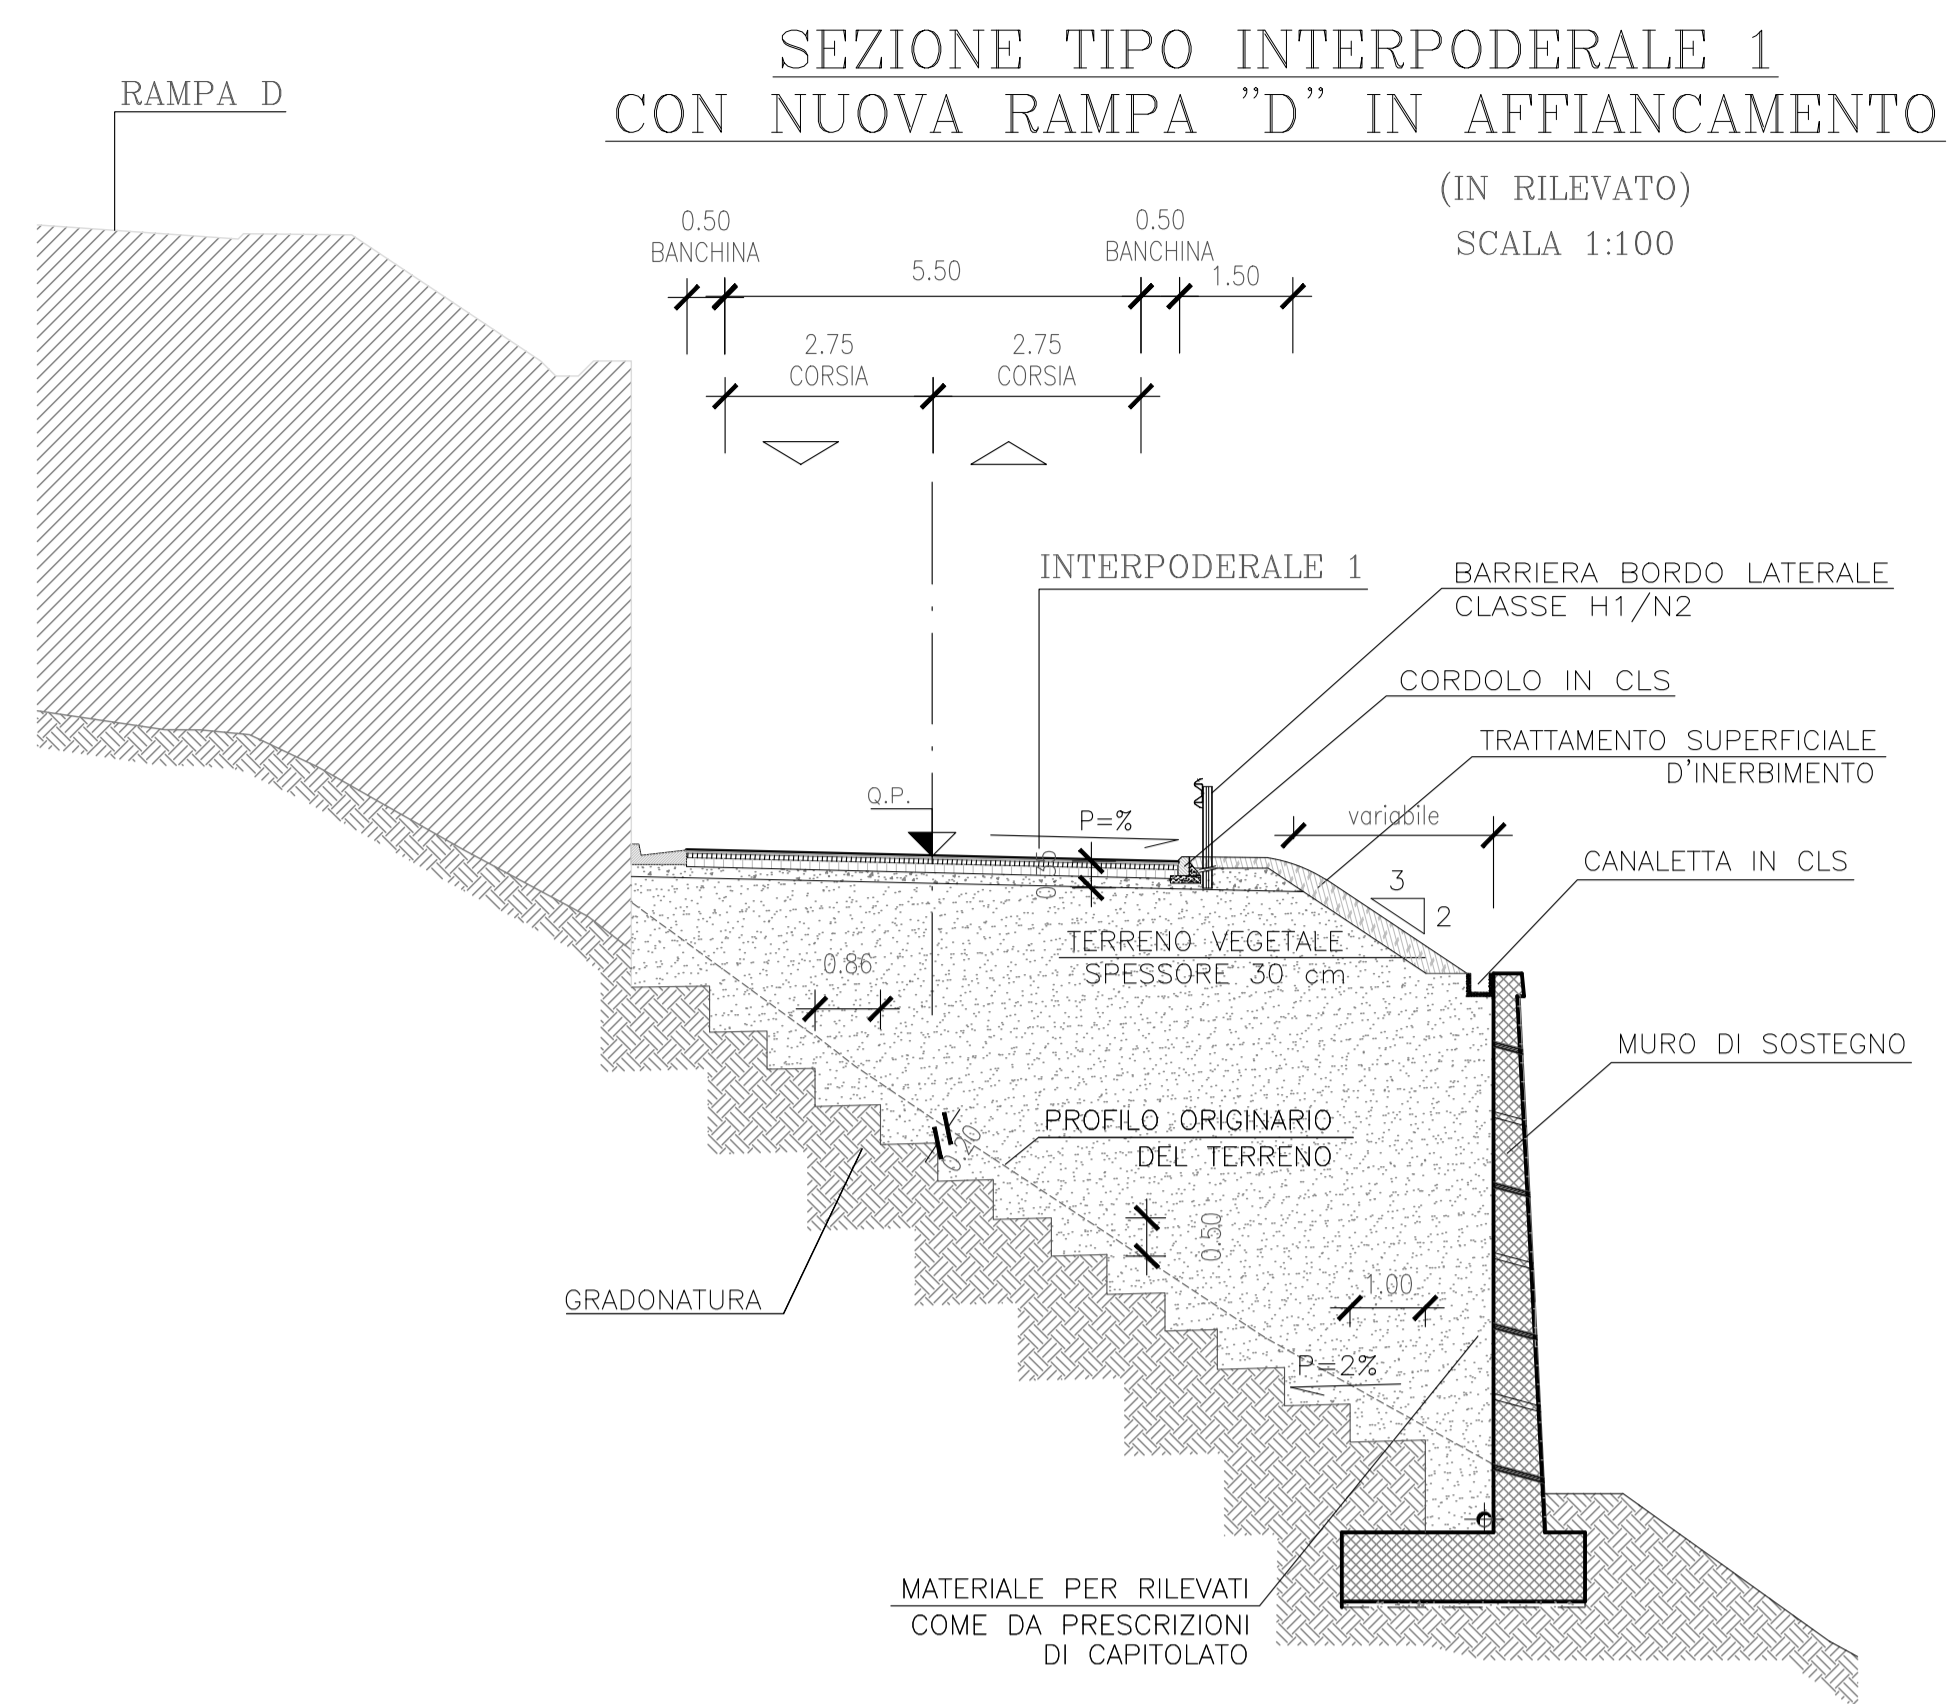 SEZIONE TIPO INTERPODERALE 1
CON NUOVA RAMPA "D" IN AFFIANCAMENTO
(IN RILEVATO)
SCALA 1:100
RAMPA D
0.50
BANCHINA
5.50
0.50
BANCHINA
1.50
2.75
CORSIA
2.75
CORSIA
INTERPODERALE 1
BARRIERA BORDO LATERALE
CLASSE H1/N2
CORDOLO IN CLS
TRATTAMENTO SUPERFICIALE
D'INERBIMENTO
Q.P.
P=%
variabile
CANALETTA IN CLS
3
2
TERRENO VEGETALE
SPESSORE 30 cm
0.86
MURO DI SOSTEGNO
PROFILO ORIGINARIO
DEL TERRENO
0.20
0.50
GRADONATURA
1.00
P=2%
MATERIALE PER RILEVATI
COME DA PRESCRIZIONI
DI CAPITOLATO